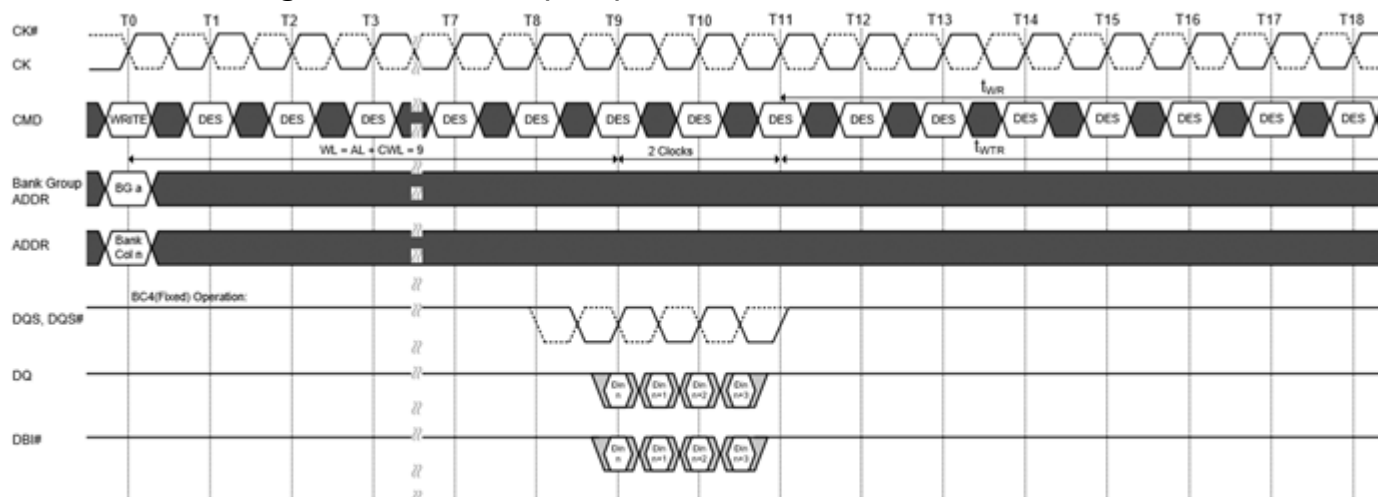 T0 T1 T2 T3 T7 T8 T9 T10 T11 T12 T13 T14 T15 T16 T17 T18
CK#
CK
tWR
CMD WRITE DES DES DES DES DES DES DES DES DES DES DES DES DES DES DES
WL = AL + CWL = 9 2 Clocks tWTR
Bank Group
ADDR
BG a
ADDR
Bank
Col n
BC4(Fixed) Operation:
DQS, DQS#
DQ
Din Din Din Din
n n+1 n+2 n+3
DBI#
Din Din Din Din
n n+1 n+2 n+3